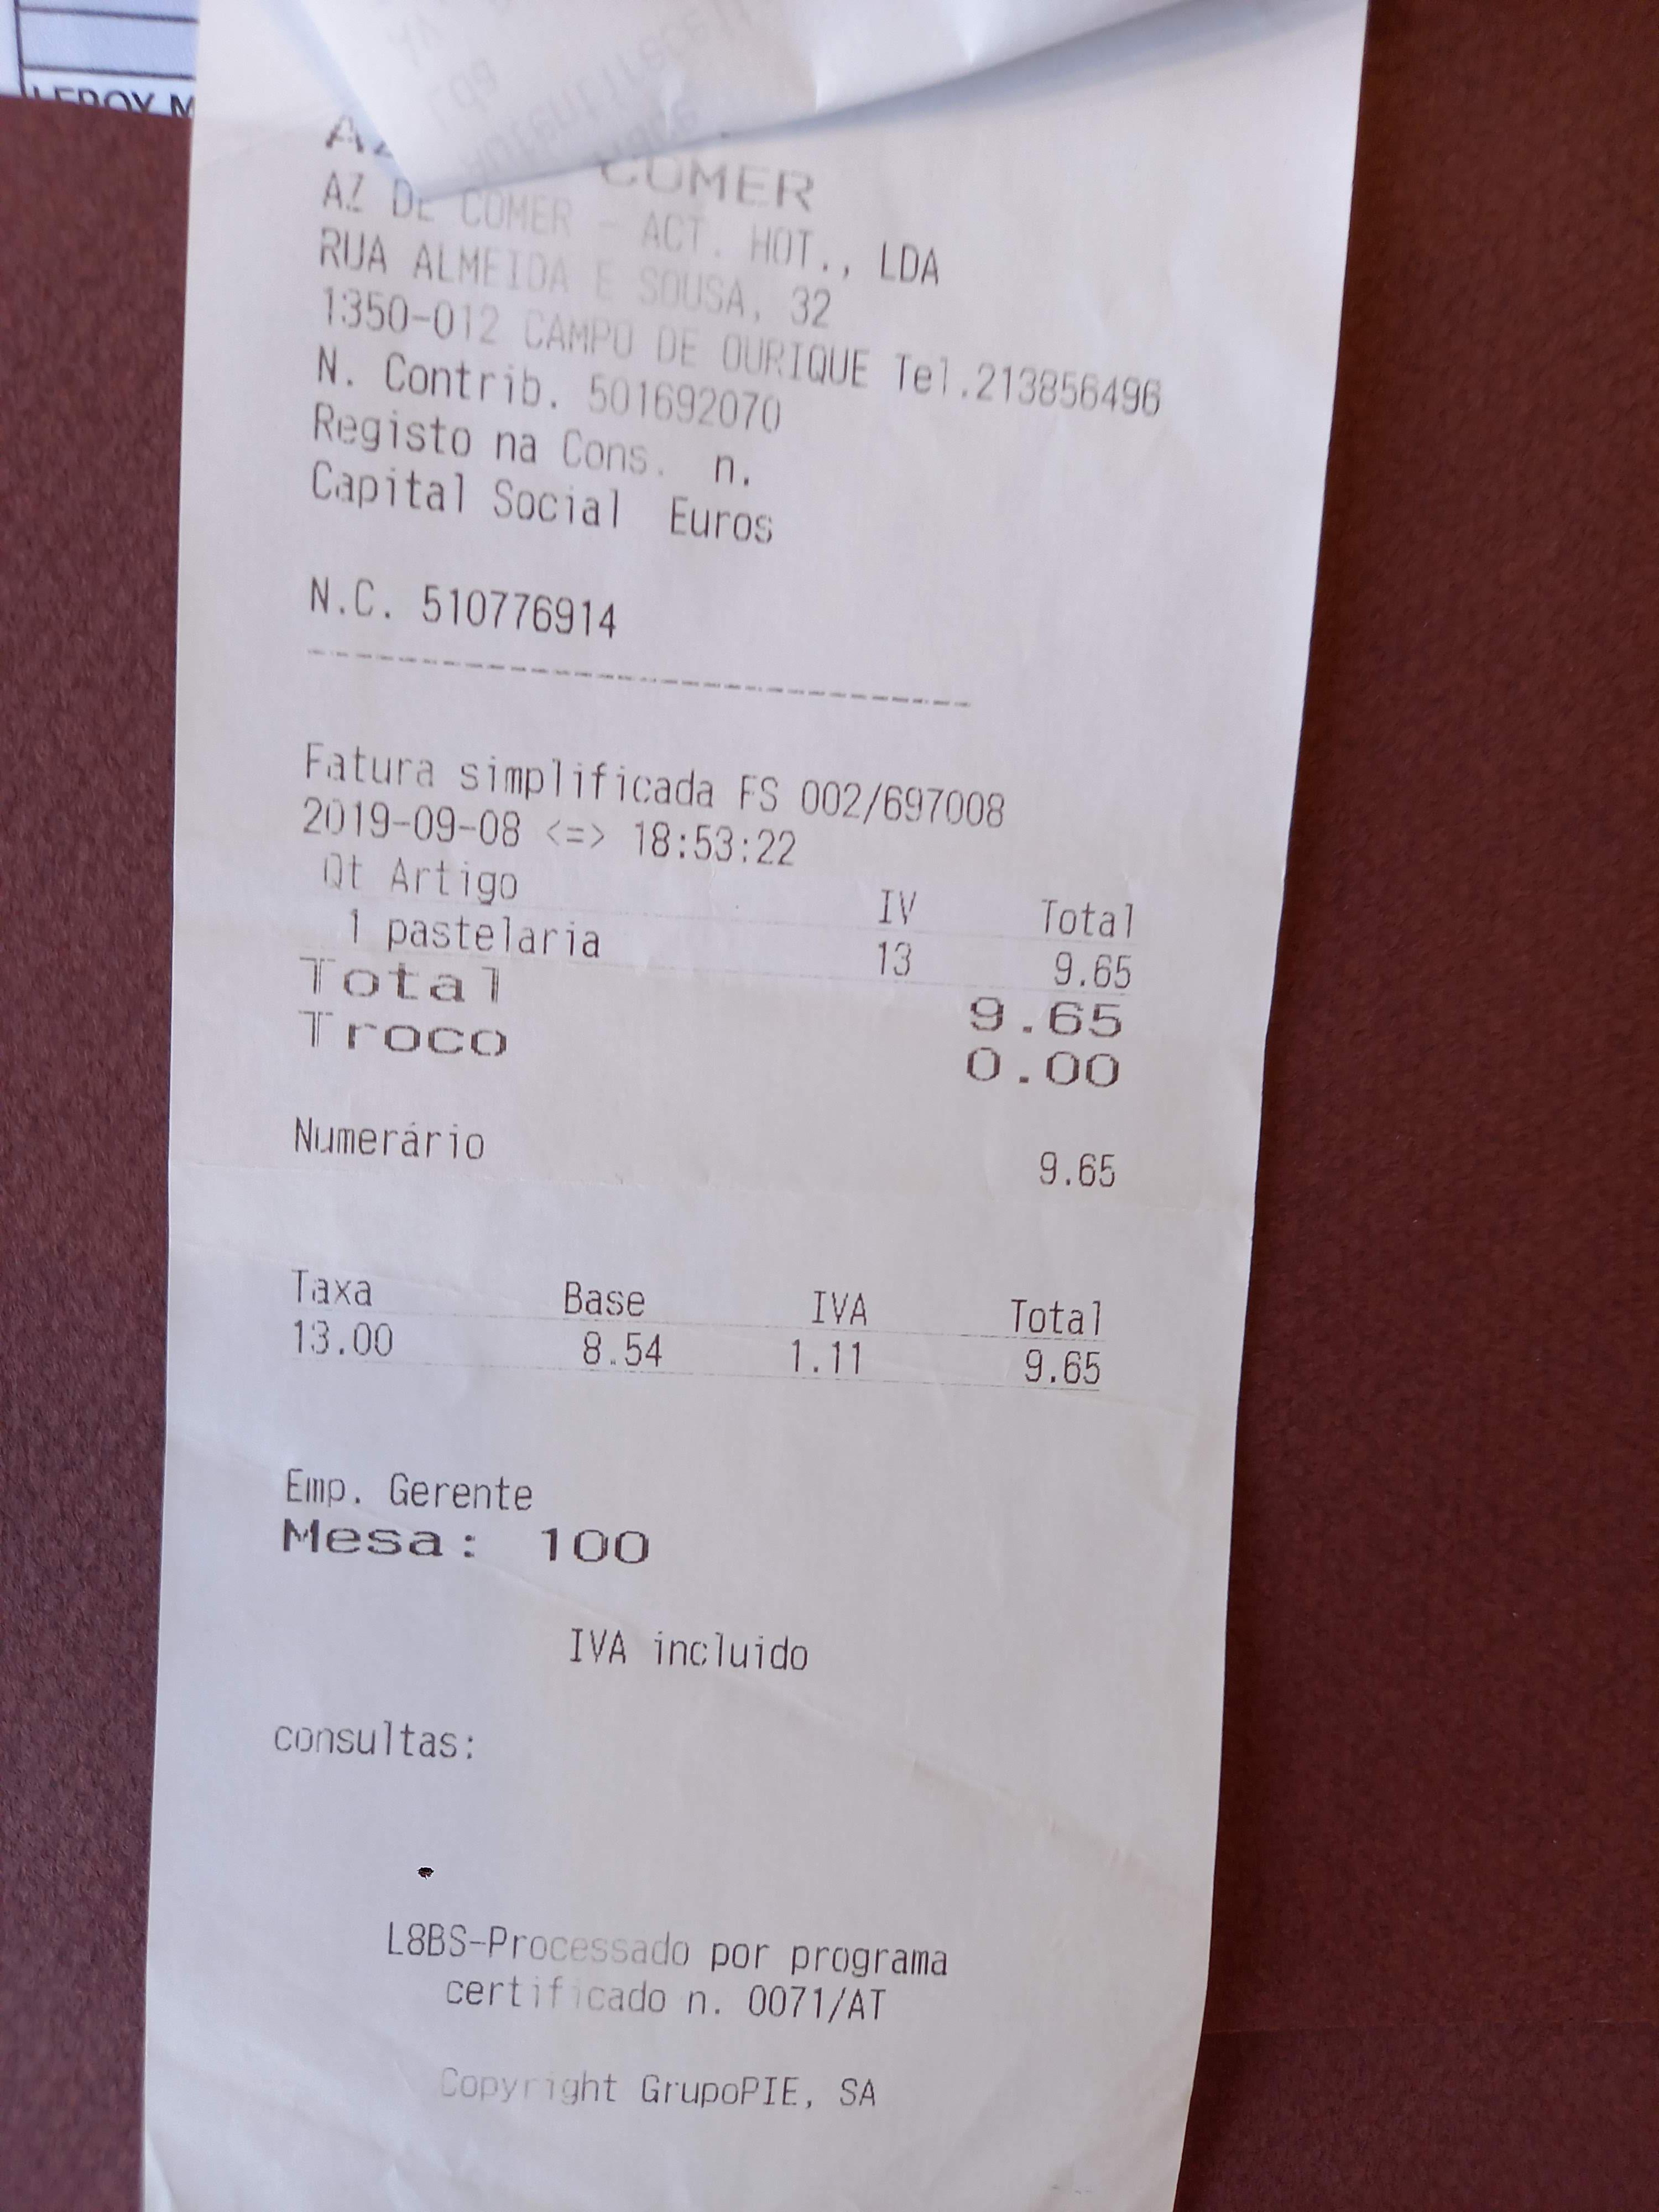 LEROY M
COMER
AZ DE COMER - ACT. HOT., LDA
RUA ALMEIDA E SOUSA, 32
1350-012 CAMPO DE OURIQUE Tel.213856496
N. Contrib. 501692070
Registo na Cons. n.
Capital Social Euros
N.C. 510776914
--------------------------------
Fatura simplificada FS 002/697008
2019-09-08 <=> 18:53:22
Qt Artigo IV Total
1 pastelaria 13 9.65
Total 9.65
Troco 0.00
Numerário 9.65
Taxa Base IVA Total
13.00 8.54 1.11 9.65
Emp. Gerente
Mesa: 100
IVA incluido
consultas:
L8BS-Processado por programa
certificado n. 0071/AT
Copyright GrupoPIE, SA